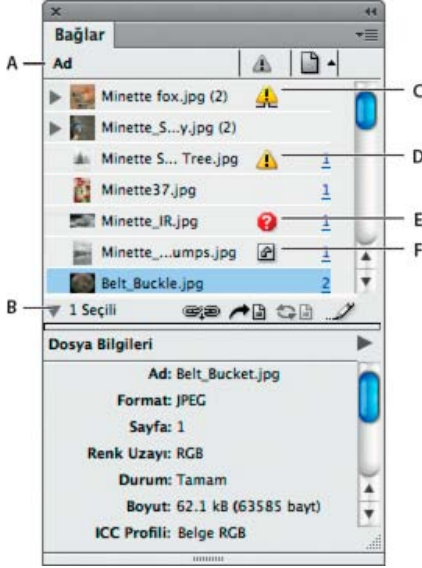 Bağlar
A Ad
Minette fox.jpg (2) C
Minette_S...y.jpg (2)
Minette S... Tree.jpg 1 D
Minette37.jpg 1
Minette_IR.jpg ? 1 E
Minette_...umps.jpg 1 F
Belt_Buckle.jpg 2
B 1 Seçili
Dosya Bilgileri
Ad: Belt_Bucket.jpg
Format: JPEG
Sayfa: 1
Renk Uzayı: RGB
Durum: Tamam
Boyut: 62.1 kB (63585 bayt)
ICC Profili: Belge RGB